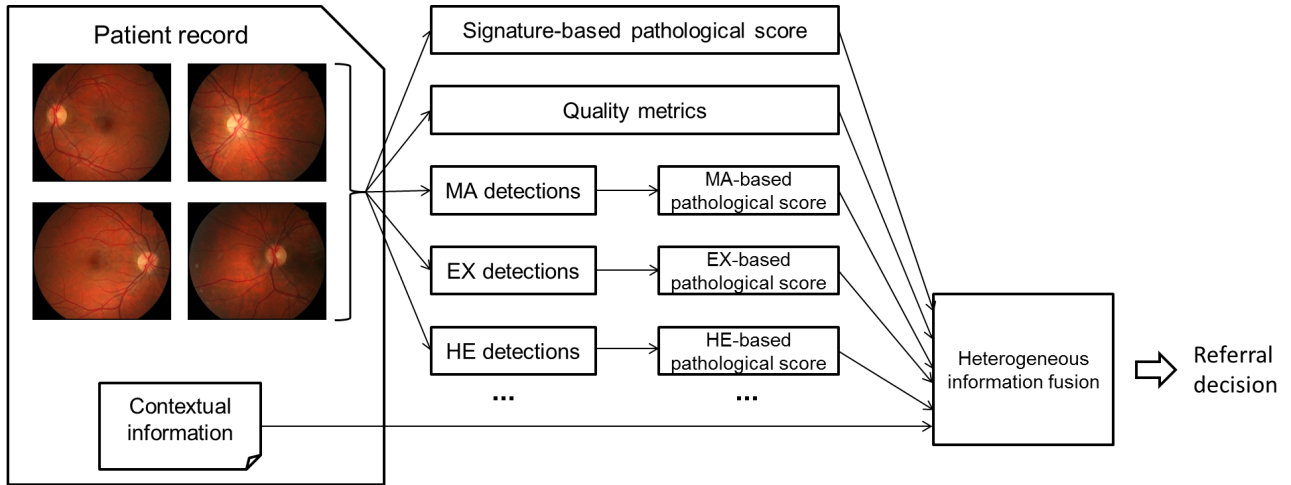 Patient record
Signature-based pathological score
Quality metrics
MA detections
MA-based
pathological score
EX detections
EX-based
pathological score
HE detections
HE-based
pathological score
...
...
Contextual
information
Heterogeneous
information fusion
Referral
decision